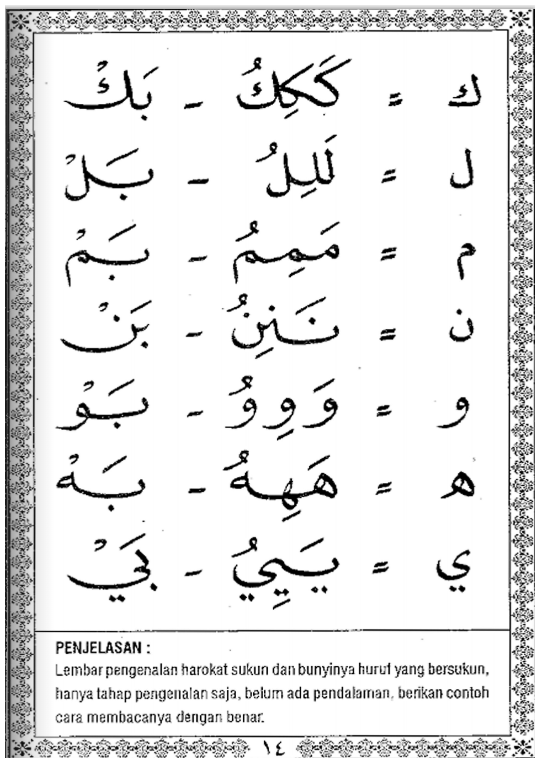 ك = كَكِكُ - بَكْ
ل = لَلِلُ - بَلْ
م = مَمِمُ - بَمْ
ن = نَنِنُ - بَنْ
و = وَوِوُ - بَوْ
ه = هَهِهُ - بَهْ
ي = يَيِيُ - بَيْ
PENJELASAN :
Lembar pengenalan harokat sukun dan bunyinya huruf yang bersukun,
hanya tahap pengenalan saja, belum ada pendalaman, berikan contoh
cara membacanya dengan benar.
١٤